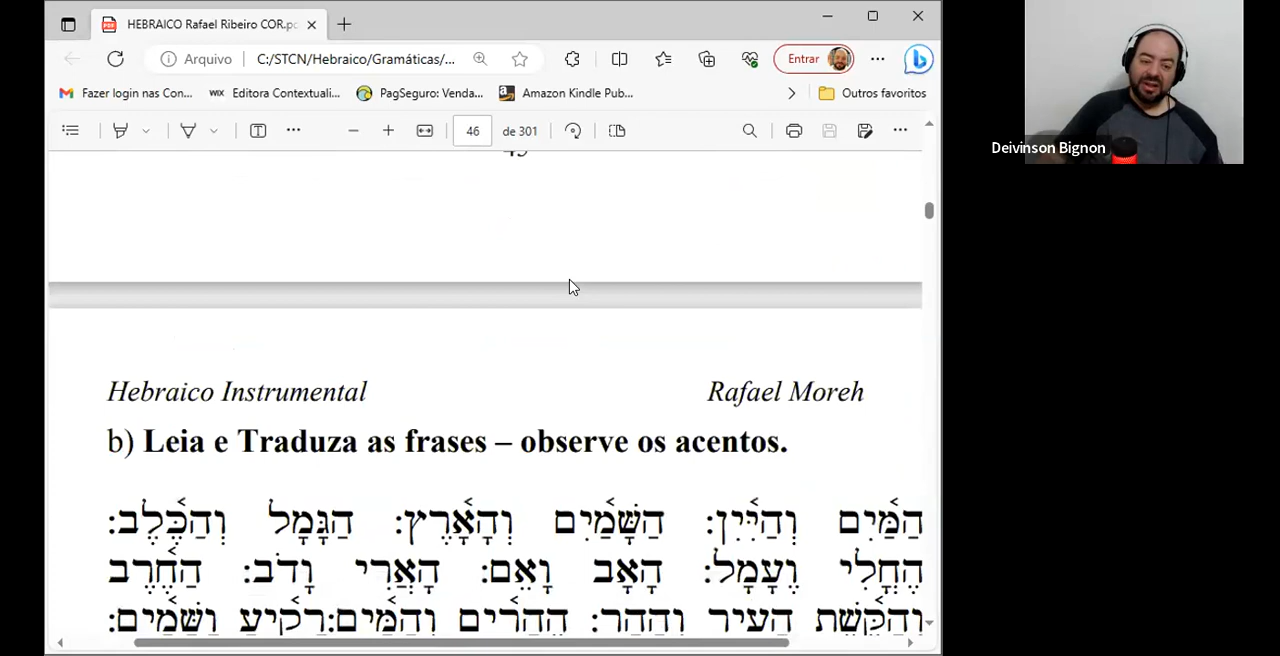 HEBRAICO Rafael Ribeiro COR.pc
Arquivo
C:/STCN/Hebraico/Gramáticas/...
Entrar
Fazer login nas Con...
WIX Editora Contextuali...
PagSeguro: Venda...
Amazon Kindle Pub...
Outros favoritos
46 de 301
Deivinson Bignon
Hebraico Instrumental
Rafael Moreh
b) Leia e Traduza as frases – observe os acentos.
הַמַּ֫יִם וְהַיַּ֫יִן: הַשָּׁמַ֫יִם וְהָאָ֫רֶץ: הַגָּמָל וְהַכֶּ֫לֶב:
הֶחֳלִי וְעָמָל: הָאָב וָאֵם: הָאֲרִי וָדֹב: הַחֶ֫רֶב
וְהַקֶּ֫שֶׁת הָעִיר וְהָהַר: הֶהָרִ֫ים וְהַמַּ֫יִם:רָקִ֫יעַ וְשָּׁמַ֫יִם: